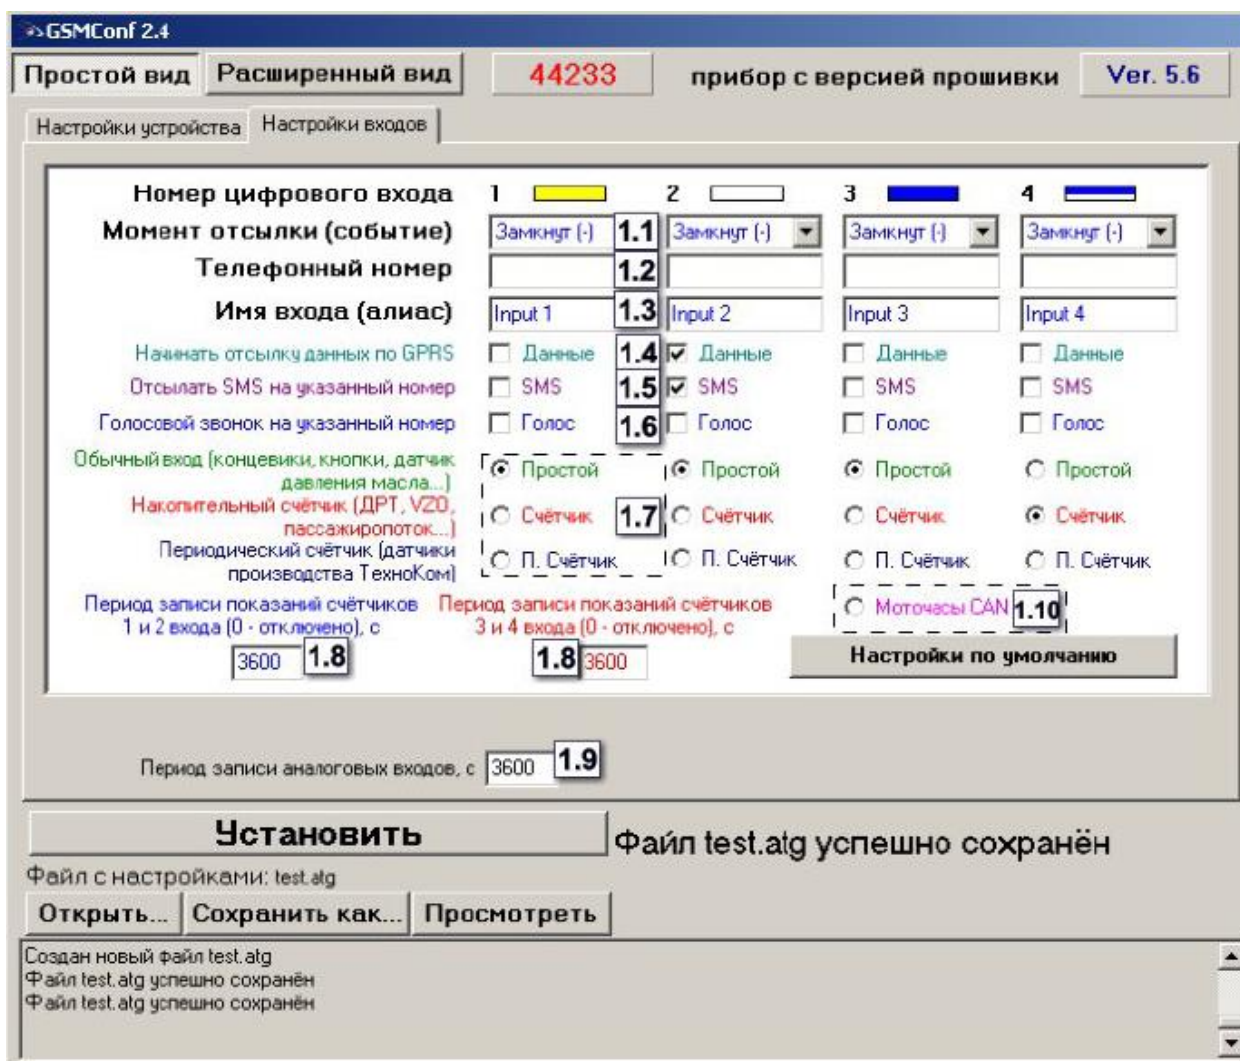 GSMConf 2.4
Простой вид Расширенный вид 44233 прибор с версией прошивки Ver. 5.6
Настройки устройства Настройки входов
Номер цифрового входа 1 2 3 4
Момент отсылки (событие) Замкнут (-) 1.1 Замкнут (-) Замкнут (-) Замкнут (-)
Телефонный номер 1.2
Имя входа (алиас) Input 1 1.3 Input 2 Input 3 Input 4
Начинать отсылку данных по GPRS Данные 1.4 Данные Данные Данные
Отсылать SMS на указанный номер SMS 1.5 SMS SMS SMS
Голосовой звонок на указанный номер Голос 1.6 Голос Голос Голос
Обычный вход (концевики, кнопки, датчик
давления масла...) Простой Простой Простой Простой
Накопительный счётчик (ДРТ, VZO,
пассажиропоток...) Счётчик 1.7 Счётчик Счётчик Счётчик
Периодический счётчик (датчики
производства ТехноКом) П. Счётчик П. Счётчик П. Счётчик П. Счётчик
Период записи показаний счётчиков Период записи показаний счётчиков Моточасы CAN 1.10
1 и 2 входа (0 - отключено), с 3 и 4 входа (0 - отключено), с
3600 1.8 1.8 3600 Настройки по умолчанию
Период записи аналоговых входов, с 3600 1.9
Установить Файл test.atg успешно сохранён
Файл с настройками: test.atg
Открыть... Сохранить как... Просмотреть
Создан новый файл test.atg
Файл test.atg успешно сохранён
Файл test.atg успешно сохранён